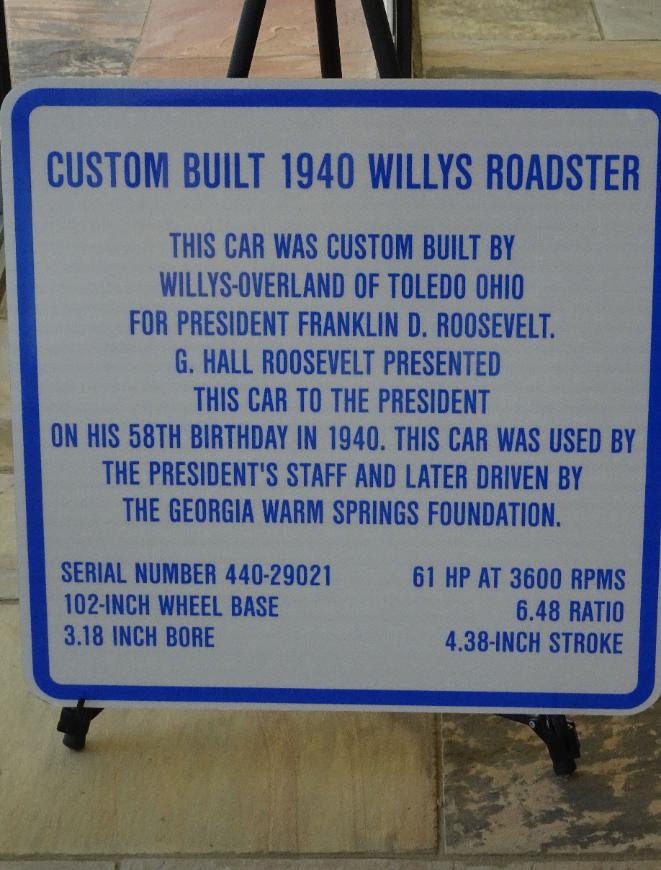 CUSTOM BUILT 1940 WILLYS ROADSTER
THIS CAR WAS CUSTOM BUILT BY
WILLYS-OVERLAND OF TOLEDO OHIO
FOR PRESIDENT FRANKLIN D. ROOSEVELT.
G. HALL ROOSEVELT PRESENTED
THIS CAR TO THE PRESIDENT
ON HIS 58TH BIRTHDAY IN 1940. THIS CAR WAS USED BY
THE PRESIDENT'S STAFF AND LATER DRIVEN BY
THE GEORGIA WARM SPRINGS FOUNDATION.
SERIAL NUMBER 440-29021
102-INCH WHEEL BASE
3.18 INCH BORE
61 HP AT 3600 RPMS
6.48 RATIO
4.38-INCH STROKE